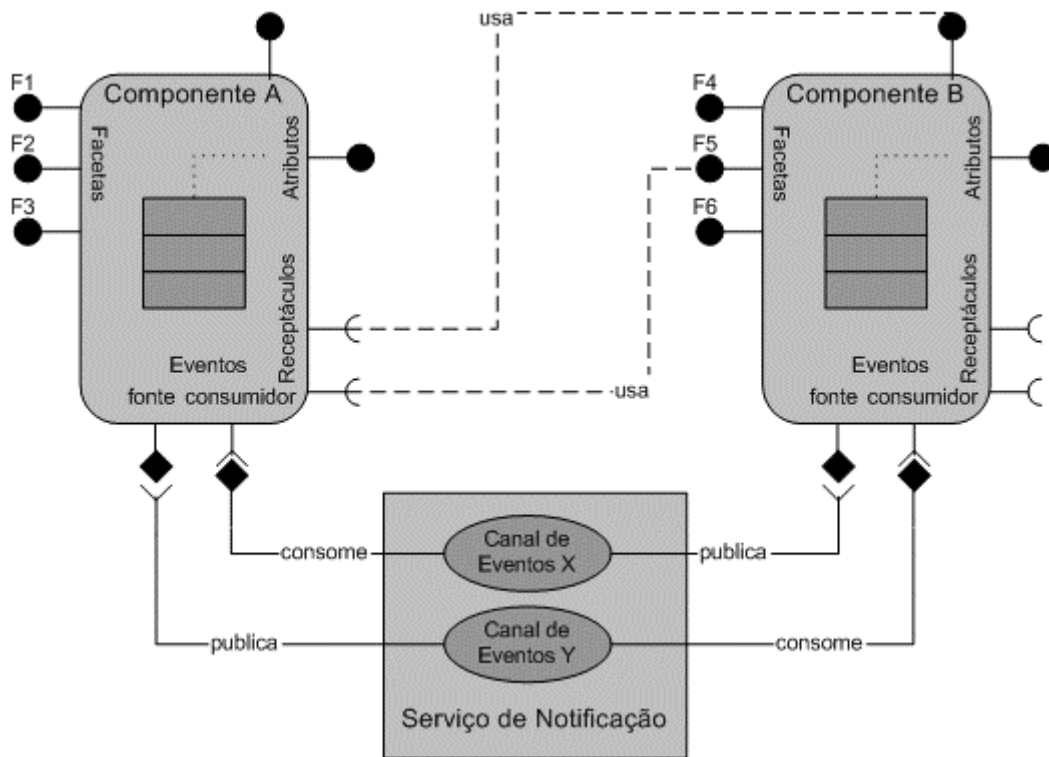 usa
F1
Componente A
F2
Facetas
Atributos
F3
Receptáculos
Eventos
fonte consumidor
F4
Componente B
F5
Facetas
Atributos
F6
Receptáculos
Eventos
fonte consumidor
usa
consome
Canal de
Eventos X
publica
publica
Canal de
Eventos Y
consome
Serviço de Notificação